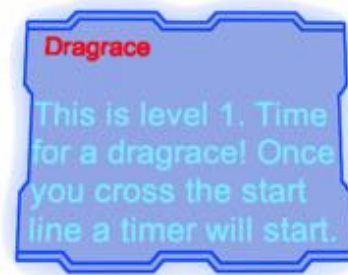 Dragrace
This is level 1. Time
for a dragrace! Once
you cross the start
line a timer will start.